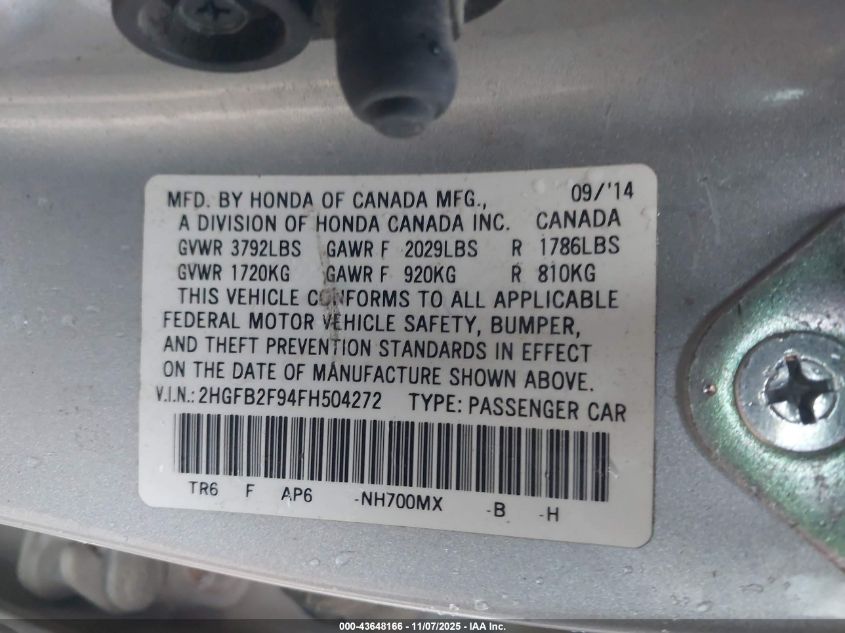 MFD. BY HONDA OF CANADA MFG., 09/'14
A DIVISION OF HONDA CANADA INC. CANADA
GVWR 3792LBS GAWR F 2029LBS R 1786LBS
GVWR 1720KG GAWR F 920KG R 810KG
THIS VEHICLE CONFORMS TO ALL APPLICABLE
FEDERAL MOTOR VEHICLE SAFETY, BUMPER,
AND THEFT PREVENTION STANDARDS IN EFFECT
ON THE DATE OF MANUFACTURE SHOWN ABOVE.
V.I.N.: 2HGFB2F94FH504272 TYPE: PASSENGER CAR
TR6 F AP6 -NH700MX -B -H
000-43648166 - 11/07/2025 - IAA Inc.